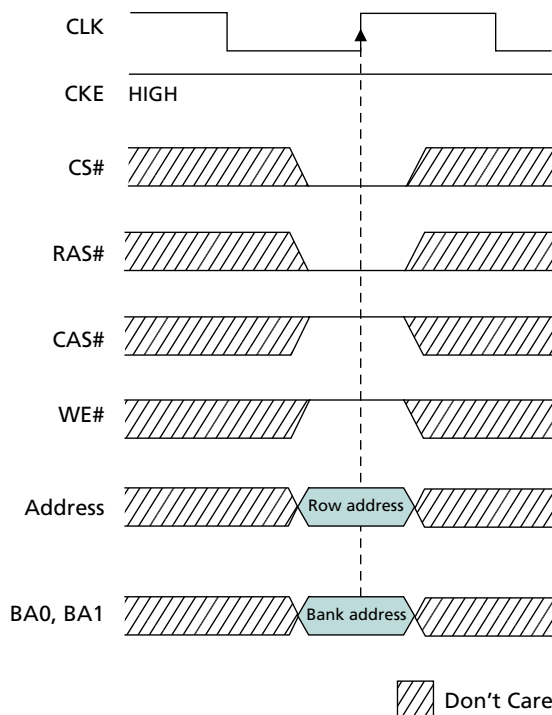 CLK
CKE HIGH
CS#
RAS#
CAS#
WE#
Address Row address
BA0, BA1 Bank address
Don't Care